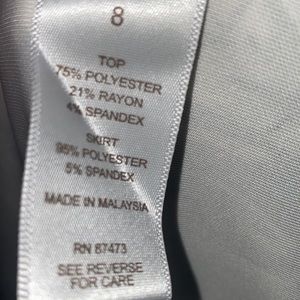 8
TOP
75% POLYESTER
21% RAYON
4% SPANDEX
SKIRT
95% POLYESTER
5% SPANDEX
MADE IN MALAYSIA
RN 87473
SEE REVERSE
FOR CARE